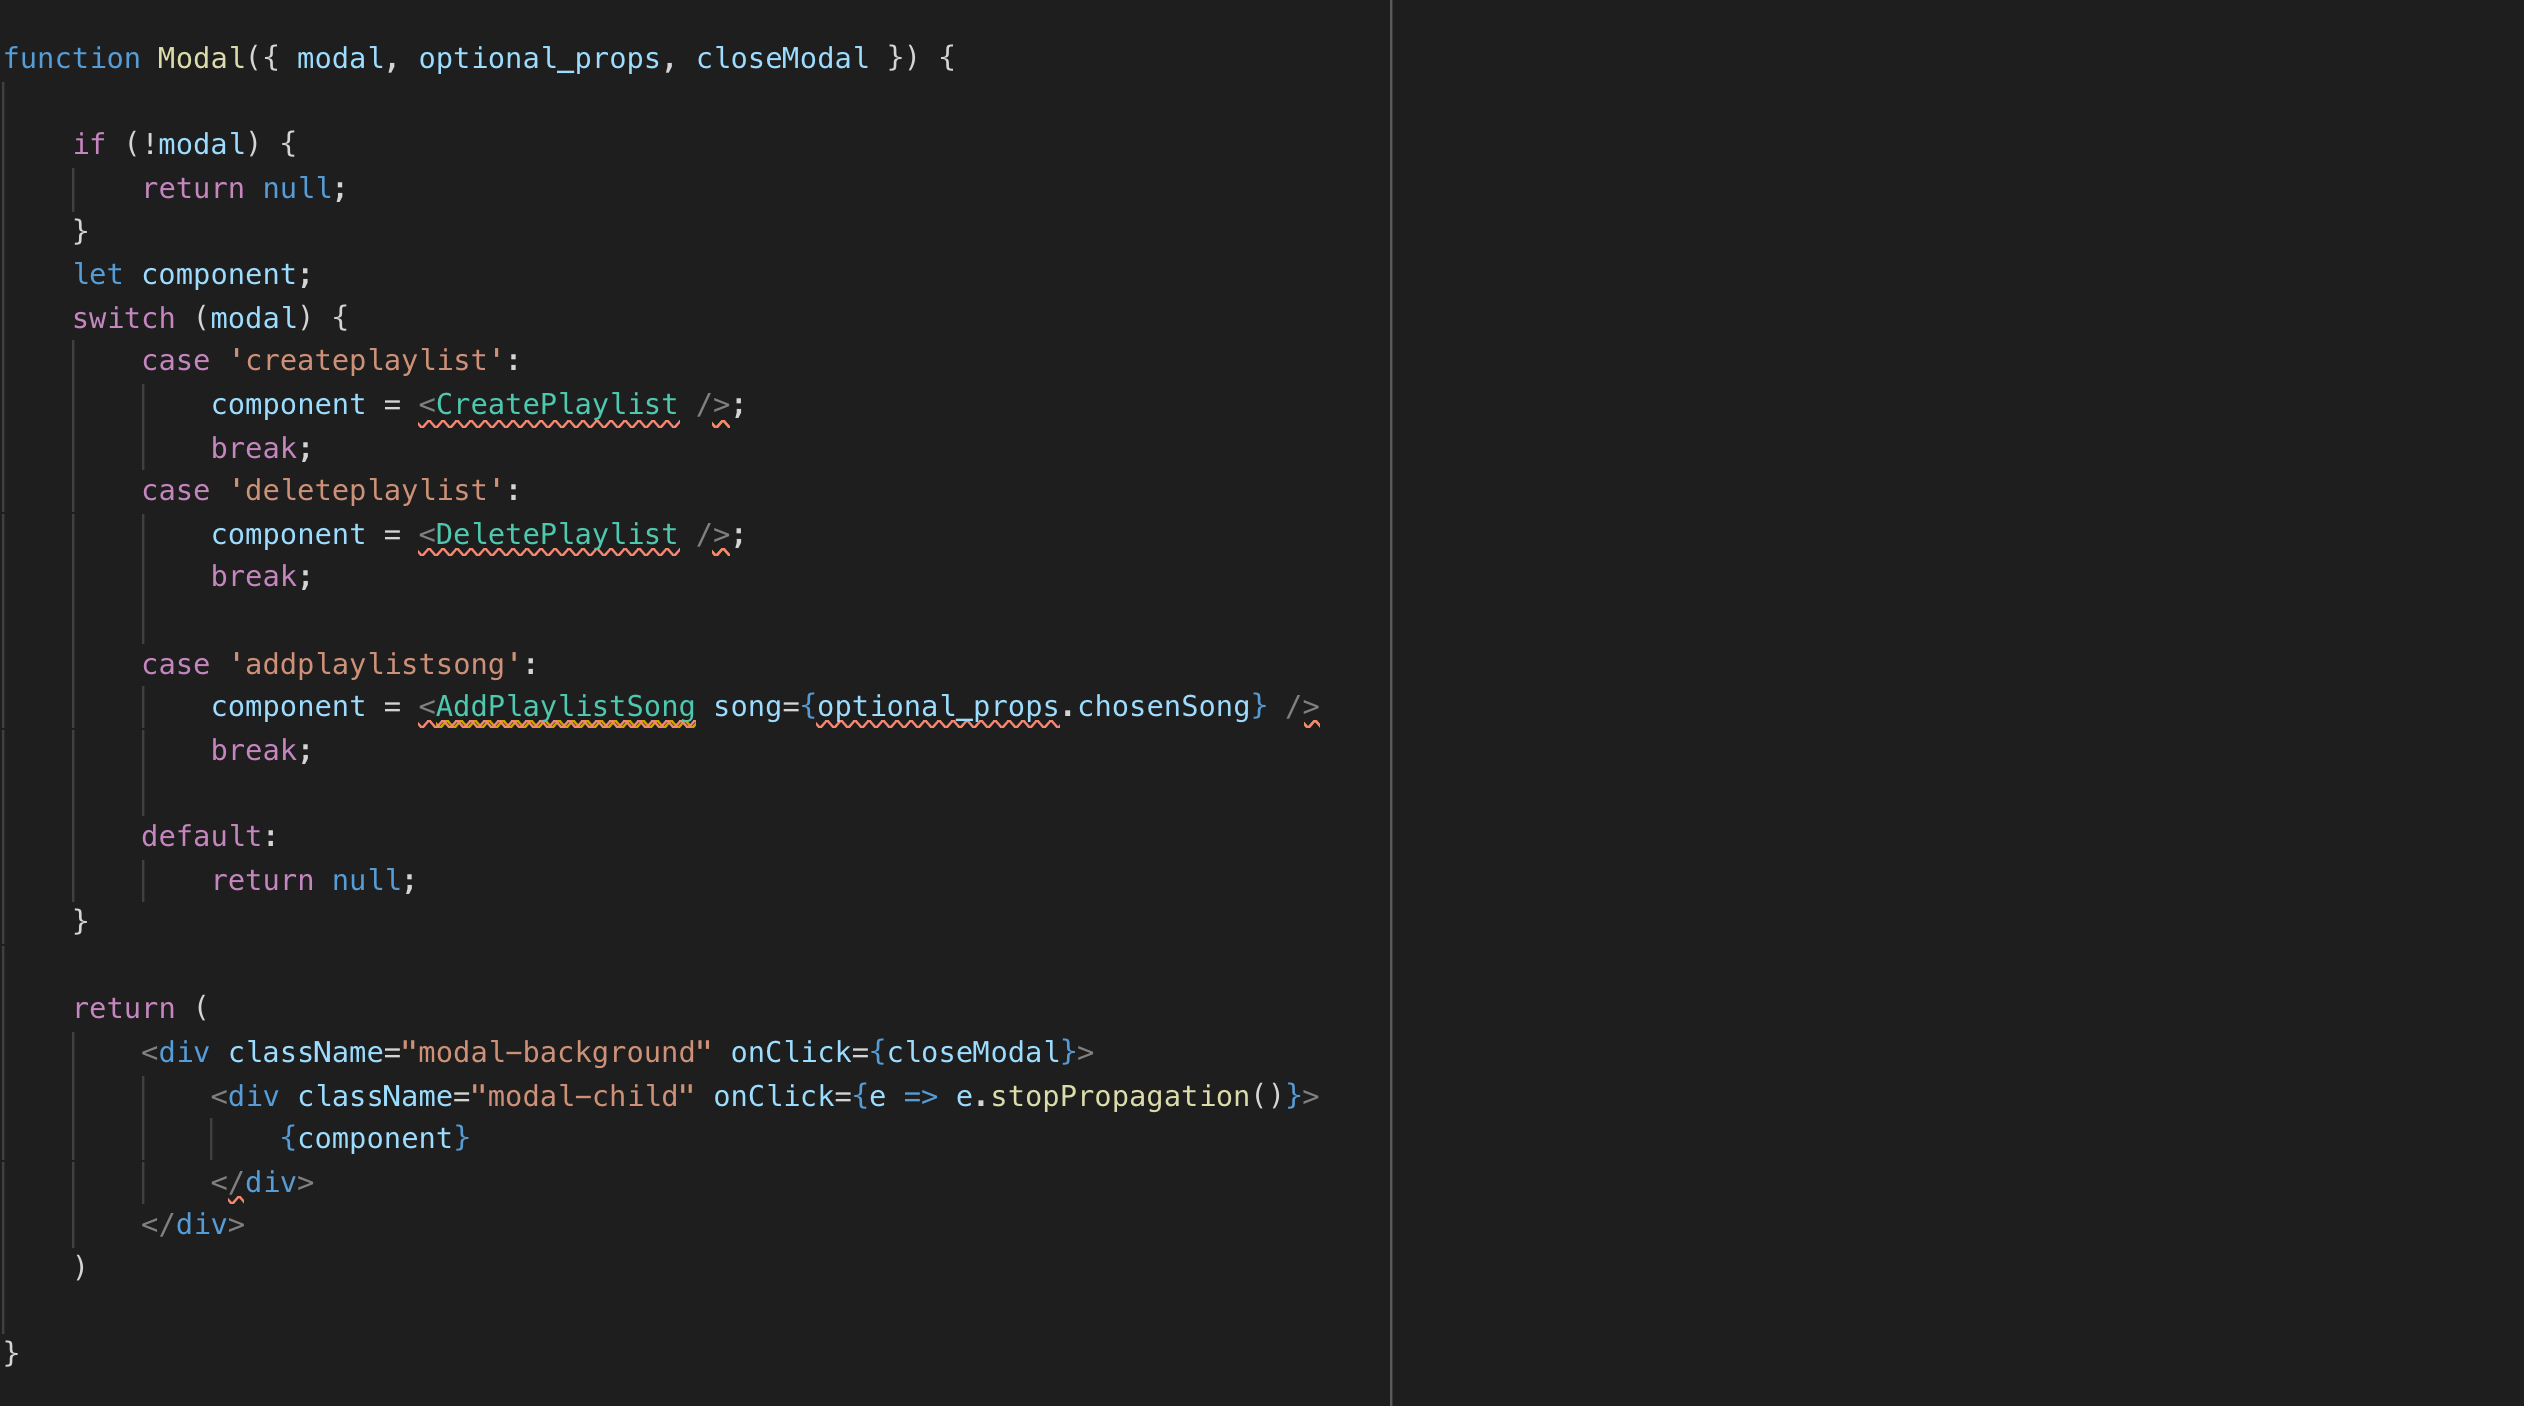 function Modal({ modal, optional_props, closeModal }) {
if (!modal) {
return null;
}
let component;
switch (modal) {
case 'createplaylist':
component = <CreatePlaylist />;
break;
case 'deleteplaylist':
component = <DeletePlaylist />;
break;
case 'addplaylistsong':
component = <AddPlaylistSong song={optional_props.chosenSong} />
break;
default:
return null;
}
return (
<div className="modal-background" onClick={closeModal}>
<div className="modal-child" onClick={e => e.stopPropagation()}>
{component}
</div>
</div>
)
}